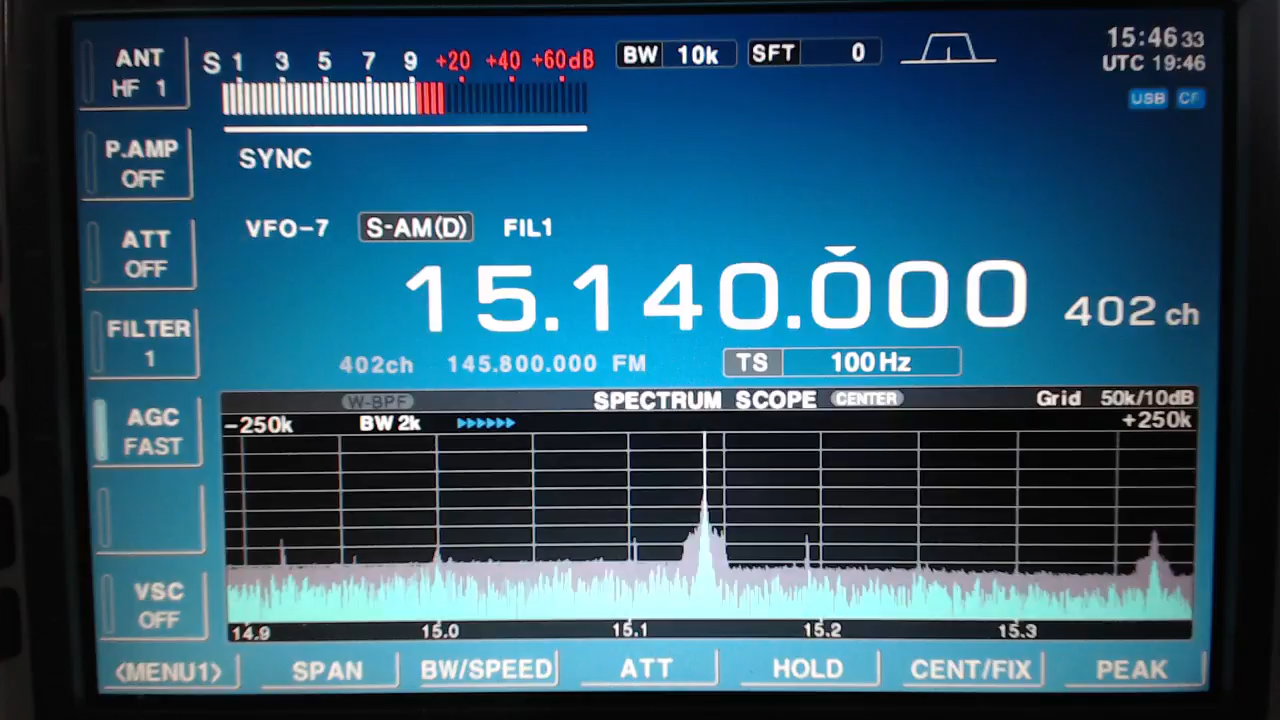 ANT
HF 1
S 1 3 5 7 9 +20 +40 +60dB
BW 10k SFT 0
15:46 33
UTC 19:46
USB CF
P.AMP
OFF
SYNC
ATT
OFF
VFO-7 S-AM(D) FIL1
15.140.000 402 ch
FILTER
1
402ch 145.800.000 FM TS 100Hz
W-BPF SPECTRUM SCOPE CENTER Grid 50k/10dB
-250k BW 2k +250k
AGC
FAST
VSC
OFF
14.9 15.0 15.1 15.2 15.3
<MENU1> SPAN BW/SPEED ATT HOLD CENT/FIX PEAK